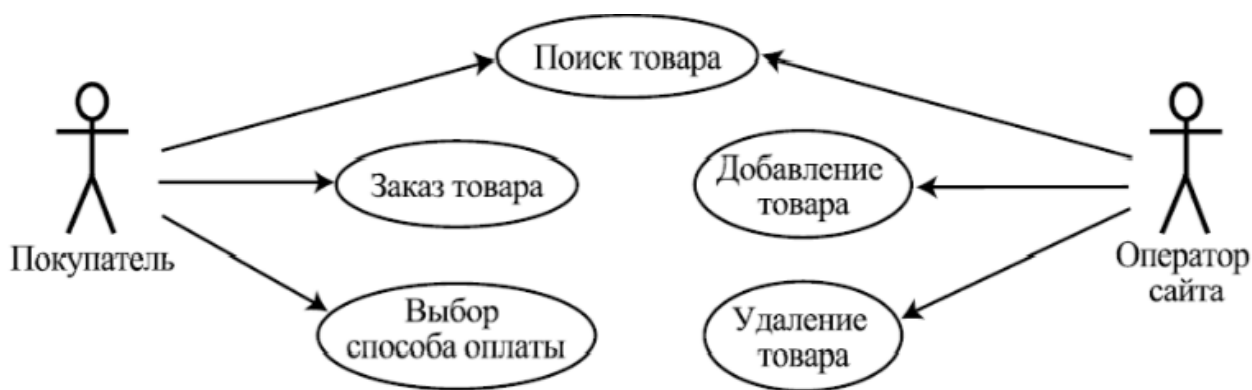 Поиск товара
Заказ товара
Добавление
товара
Покупатель
Оператор
сайта
Выбор
способа оплаты
Удаление
товара